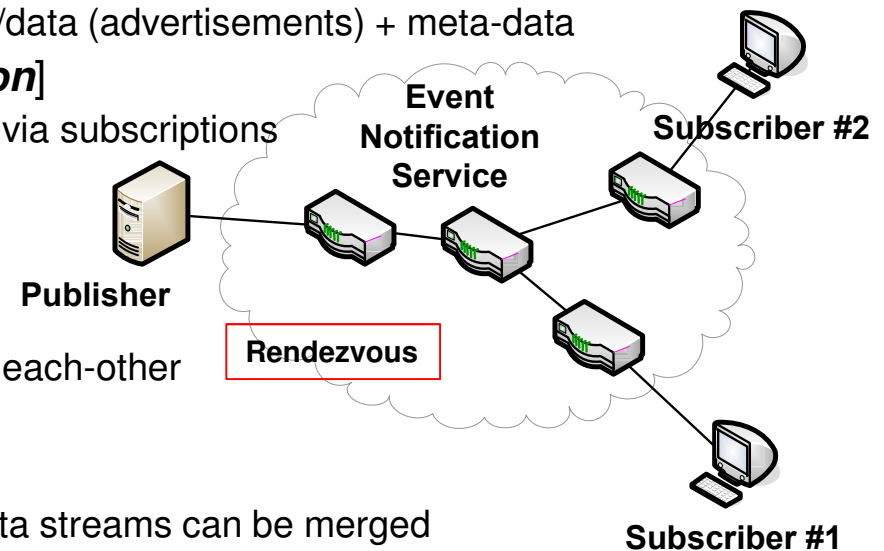 /data (advertisements) + meta-data
on]
via subscriptions
Event
Notification
Service
Subscriber #2
Publisher
Rendezvous
each-other
ta streams can be merged
Subscriber #1